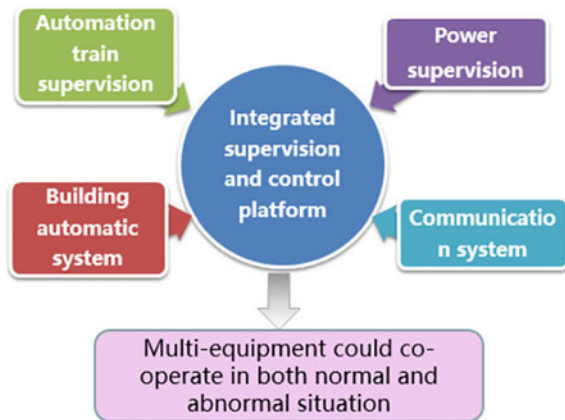 Automation
train
supervision
Power
supervision
Integrated
supervision
and control
platform
Building
automatic
system
Communicatio
n system
Multi-equipment could co-
operate in both normal and
abnormal situation